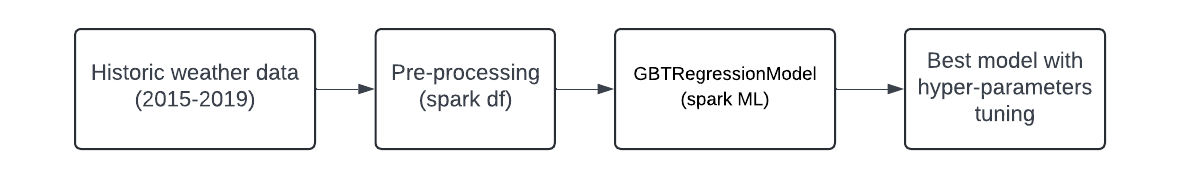 Historic weather data
(2015-2019)
Pre-processing
(spark df)
GBTRegressionModel
(spark ML)
Best model with
hyper-parameters
tuning